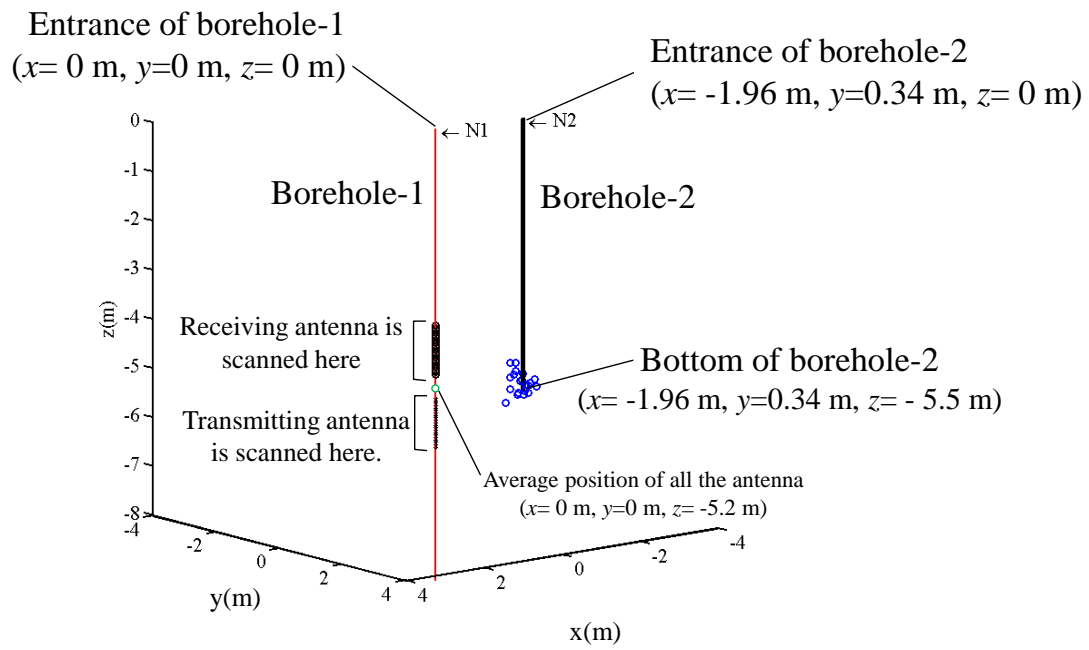 Entrance of borehole-1
(x= 0 m, y=0 m, z= 0 m)
Entrance of borehole-2
(x= -1.96 m, y=0.34 m, z= 0 m)
← N1
← N2
Borehole-1
Borehole-2
0
-1
-2
-3
-4
-5
-6
-7
-8
z(m)
Receiving antenna is
scanned here
Transmitting antenna
is scanned here.
Bottom of borehole-2
(x= -1.96 m, y=0.34 m, z= - 5.5 m)
Average position of all the antenna
(x= 0 m, y=0 m, z= -5.2 m)
-4
-2
0
2
4
y(m)
4
2
0
-2
-4
x(m)